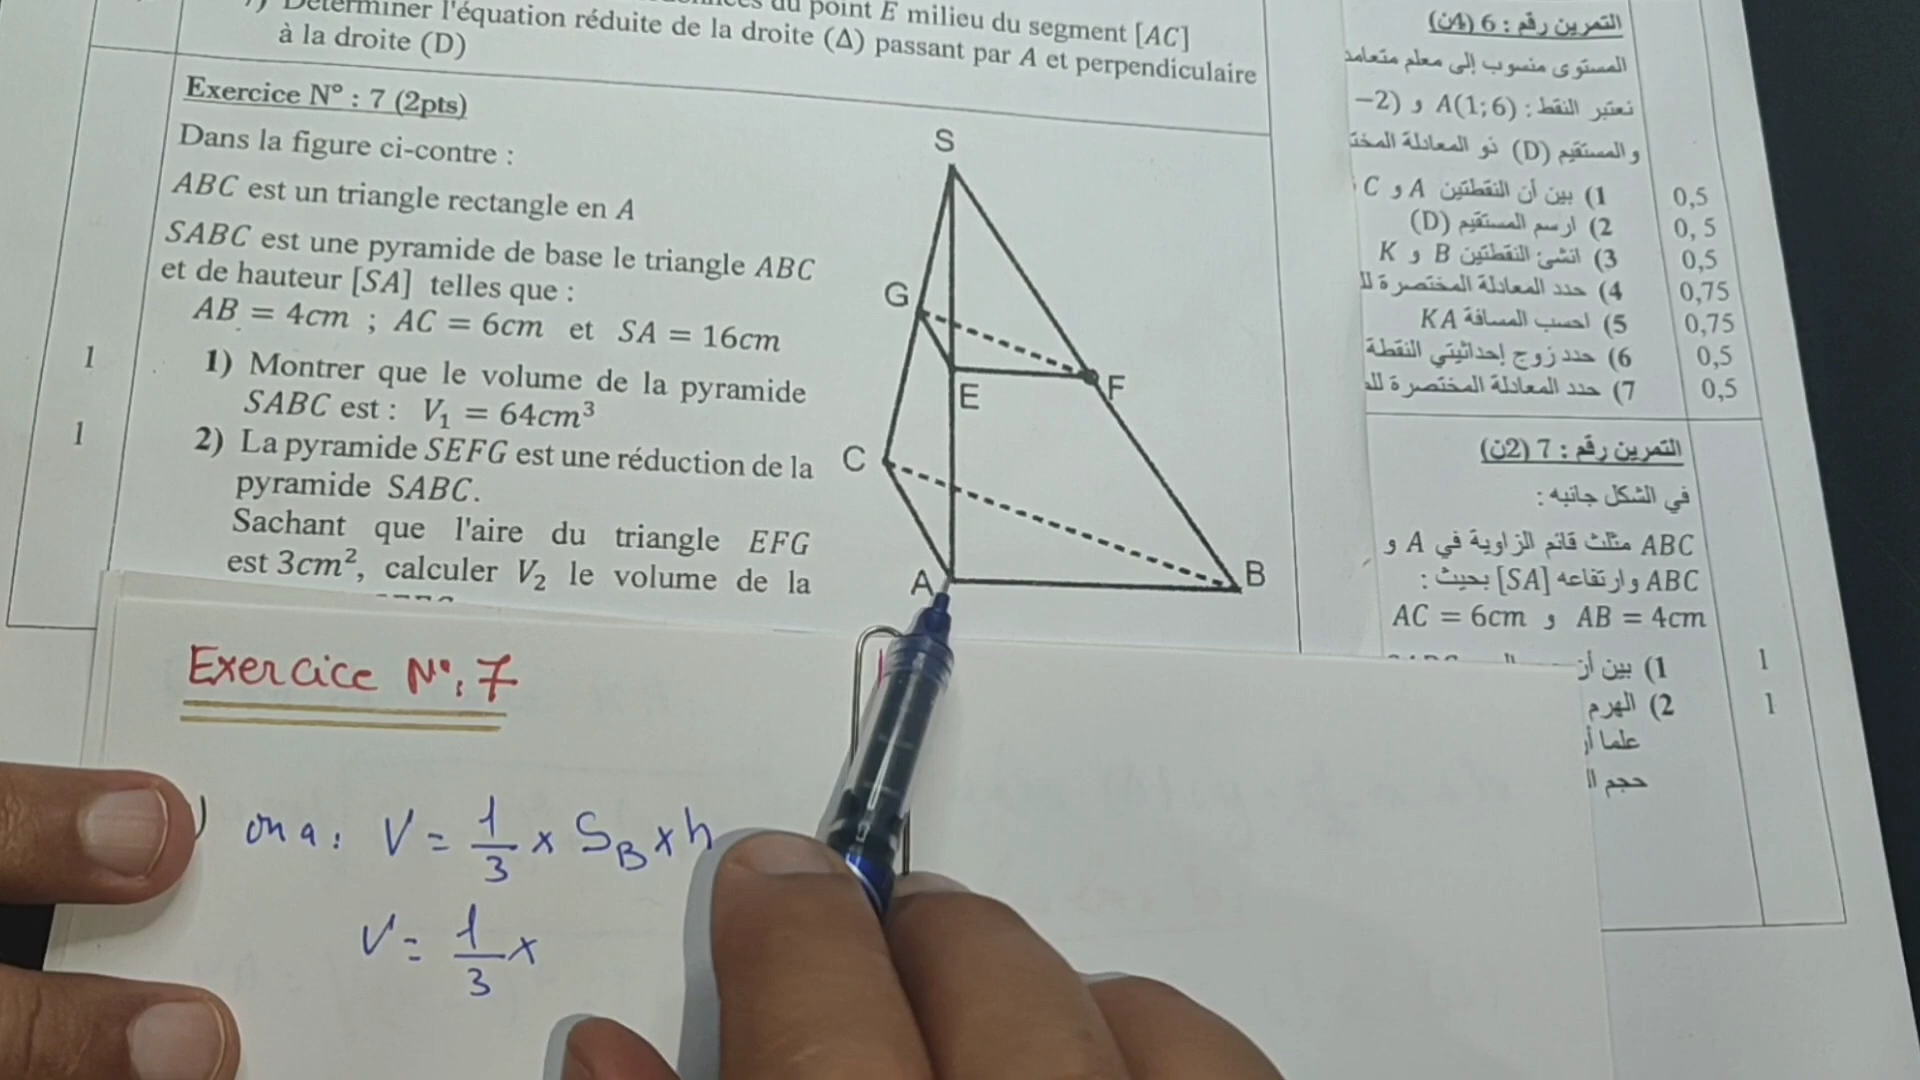 point E milieu du segment [AC]
Déterminer l'équation réduite de la droite (Δ) passant par A et perpendiculaire
à la droite (D)
Exercice N° : 7 (2pts)
Dans la figure ci-contre :
ABC est un triangle rectangle en A
SABC est une pyramide de base le triangle ABC
et de hauteur [SA] telles que :
AB = 4cm ; AC = 6cm et SA = 16cm
1
1) Montrer que le volume de la pyramide
SABC est : V₁ = 64cm³
1
2) La pyramide SEFG est une réduction de la
pyramide SABC.
Sachant que l'aire du triangle EFG
est 3cm², calculer V₂ le volume de la
S
G
E
F
C
A
B
Exercice N°: 7
) on a : V = 1/3 × S_B × h
V = 1/3 ×
التمرين رقم : 6 (4ن)
المستوى منسوب إلى معلم متعامد
نعتبر النقط : A(1;6) و (-2
و المستقيم (D) ذو المعادلة
1) بين أن النقطتين A و C
0,5
2) ارسم المستقيم (D)
0,5
3) انشئ النقطتين B و K
0,5
4) حدد المعادلة المختصرة
0,75
5) احسب المسافة KA
0,75
6) حدد زوج إحداثيتي النقطة
0,5
7) حدد المعادلة المختصرة
0,5
التمرين رقم : 7 (2ن)
في الشكل جانبه :
ABC مثلث قائم الزاوية في A و
ABC وارتفاعه [SA] بحيث :
AB = 4cm و AC = 6cm
1) بين أن
1
2) الهرم
1
علما
حجم